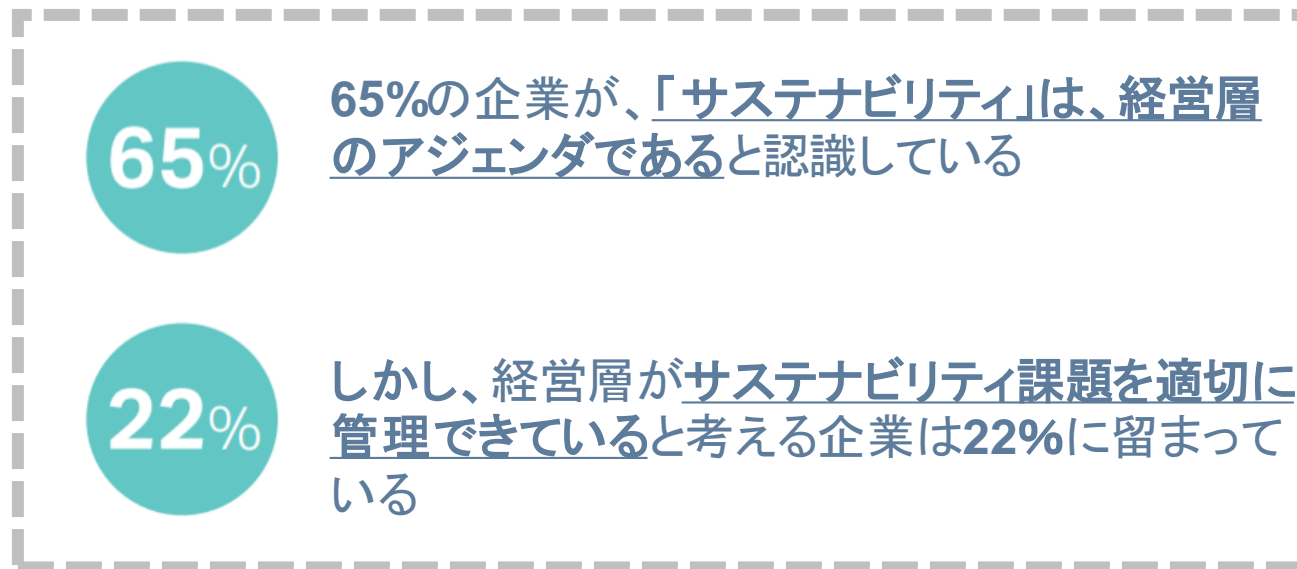 65%
65%の企業が、「サステナビリティ」は、経営層
のアジェンダであると認識している
22%
しかし、経営層がサステナビリティ課題を適切に
管理できていると考える企業は22%に留まって
いる